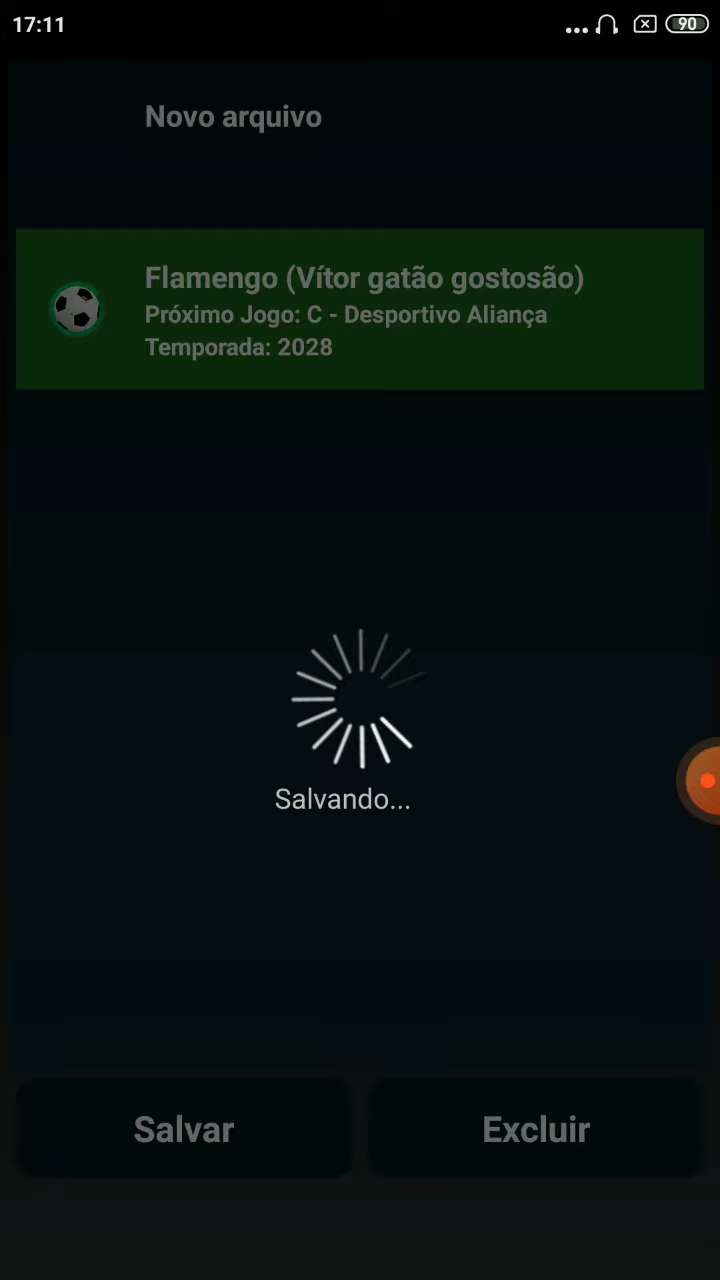 17:11
90
Novo arquivo
Flamengo (Vítor gatão gostosão)
Próximo Jogo: C - Desportivo Aliança
Temporada: 2028
Salvando...
Salvar
Excluir